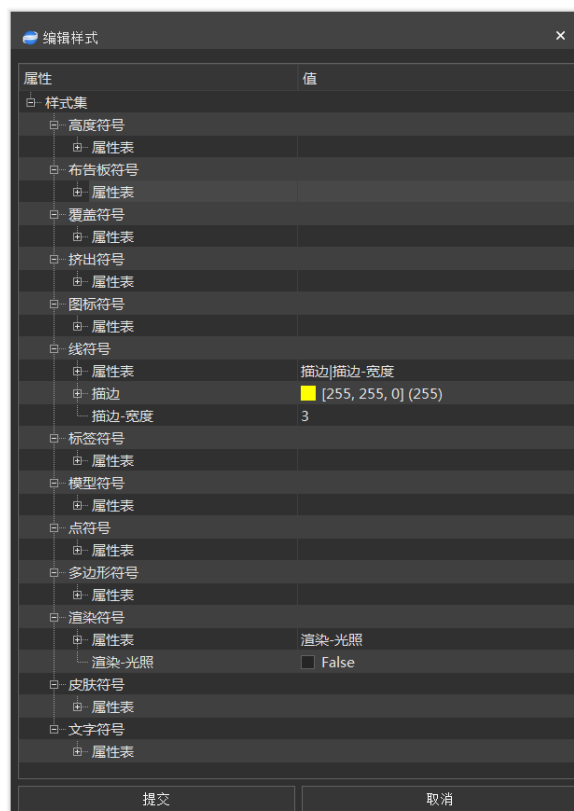 编辑样式 ×
属性 值
样式集
高度符号
属性表
布告板符号
属性表
覆盖符号
属性表
挤出符号
属性表
图标符号
属性表
线符号
属性表 描边|描边-宽度
描边 [255, 255, 0] (255)
描边-宽度 3
标签符号
属性表
模型符号
属性表
点符号
属性表
多边形符号
属性表
渲染符号
属性表 渲染-光照
渲染-光照 False
皮肤符号
属性表
文字符号
属性表
提交 取消